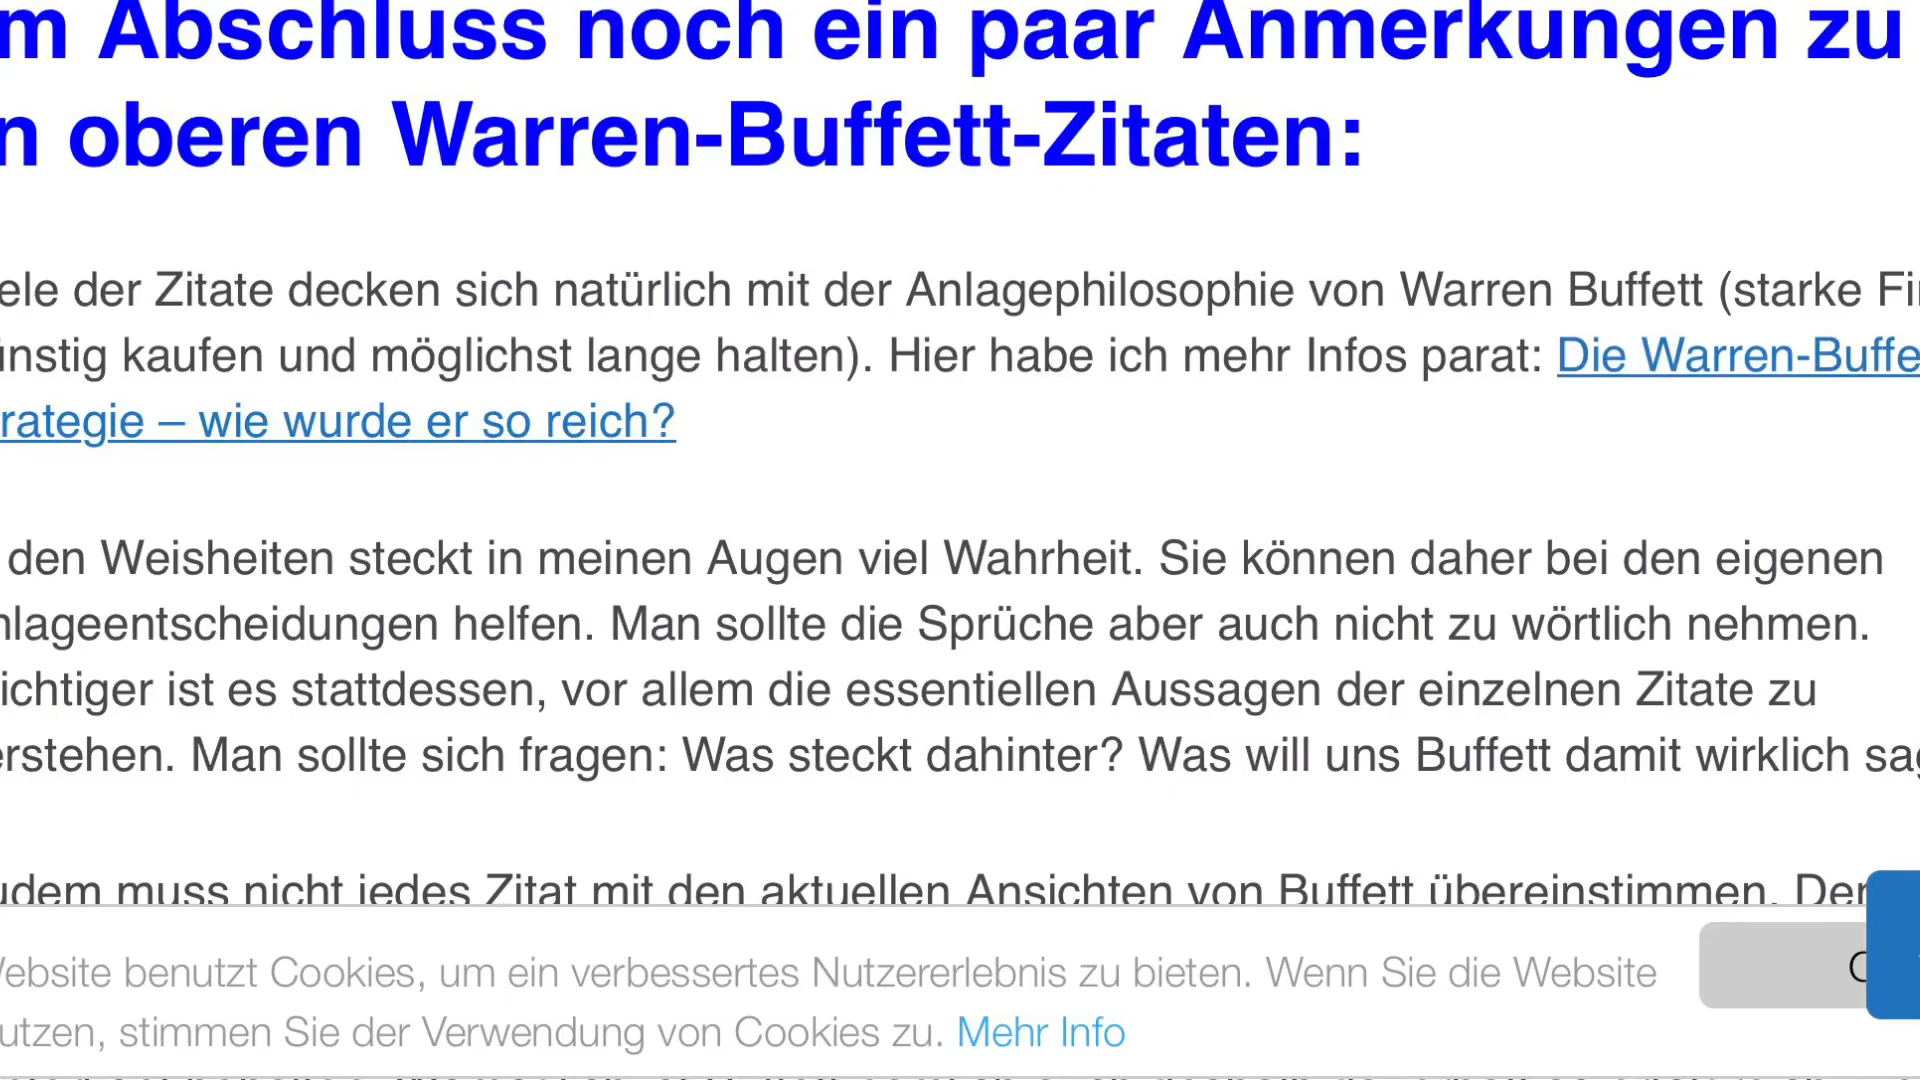 m Abschluss noch ein paar Anmerkungen zu
n oberen Warren-Buffett-Zitaten:
ele der Zitate decken sich natürlich mit der Anlagephilosophie von Warren Buffett (starke Fi
ünstig kaufen und möglichst lange halten). Hier habe ich mehr Infos parat: Die Warren-Buffe
rategie – wie wurde er so reich?
den Weisheiten steckt in meinen Augen viel Wahrheit. Sie können daher bei den eigenen
nlageentscheidungen helfen. Man sollte die Sprüche aber auch nicht zu wörtlich nehmen.
ichtiger ist es stattdessen, vor allem die essentiellen Aussagen der einzelnen Zitate zu
erstehen. Man sollte sich fragen: Was steckt dahinter? Was will uns Buffett damit wirklich sag
udem muss nicht jedes Zitat mit den aktuellen Ansichten von Buffett übereinstimmen. Der
Website benutzt Cookies, um ein verbessertes Nutzererlebnis zu bieten. Wenn Sie die Website
utzen, stimmen Sie der Verwendung von Cookies zu. Mehr Info